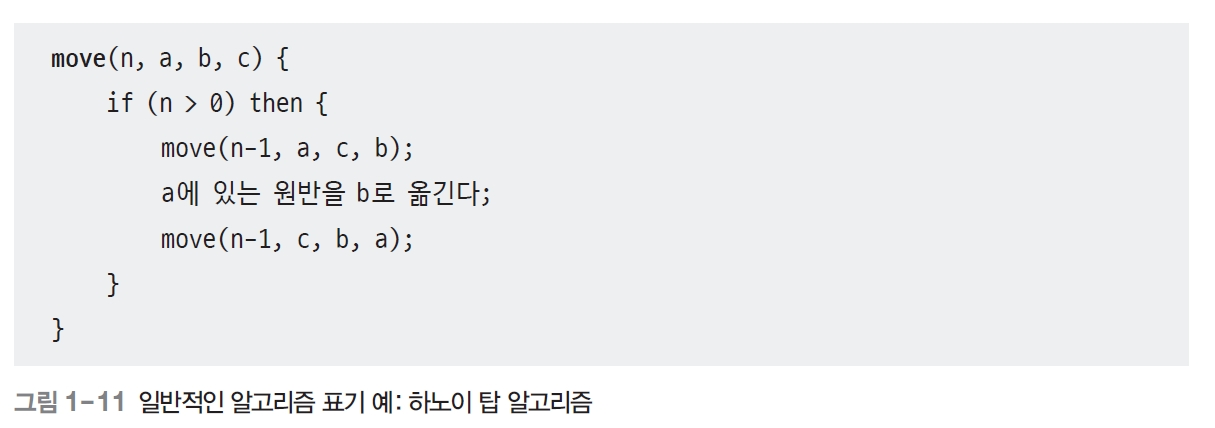 move(n, a, b, c) {
if (n > 0) then {
move(n-1, a, c, b);
a에 있는 원반을 b로 옮긴다;
move(n-1, c, b, a);
}
}
그림 1-11 일반적인 알고리즘 표기 예: 하노이 탑 알고리즘